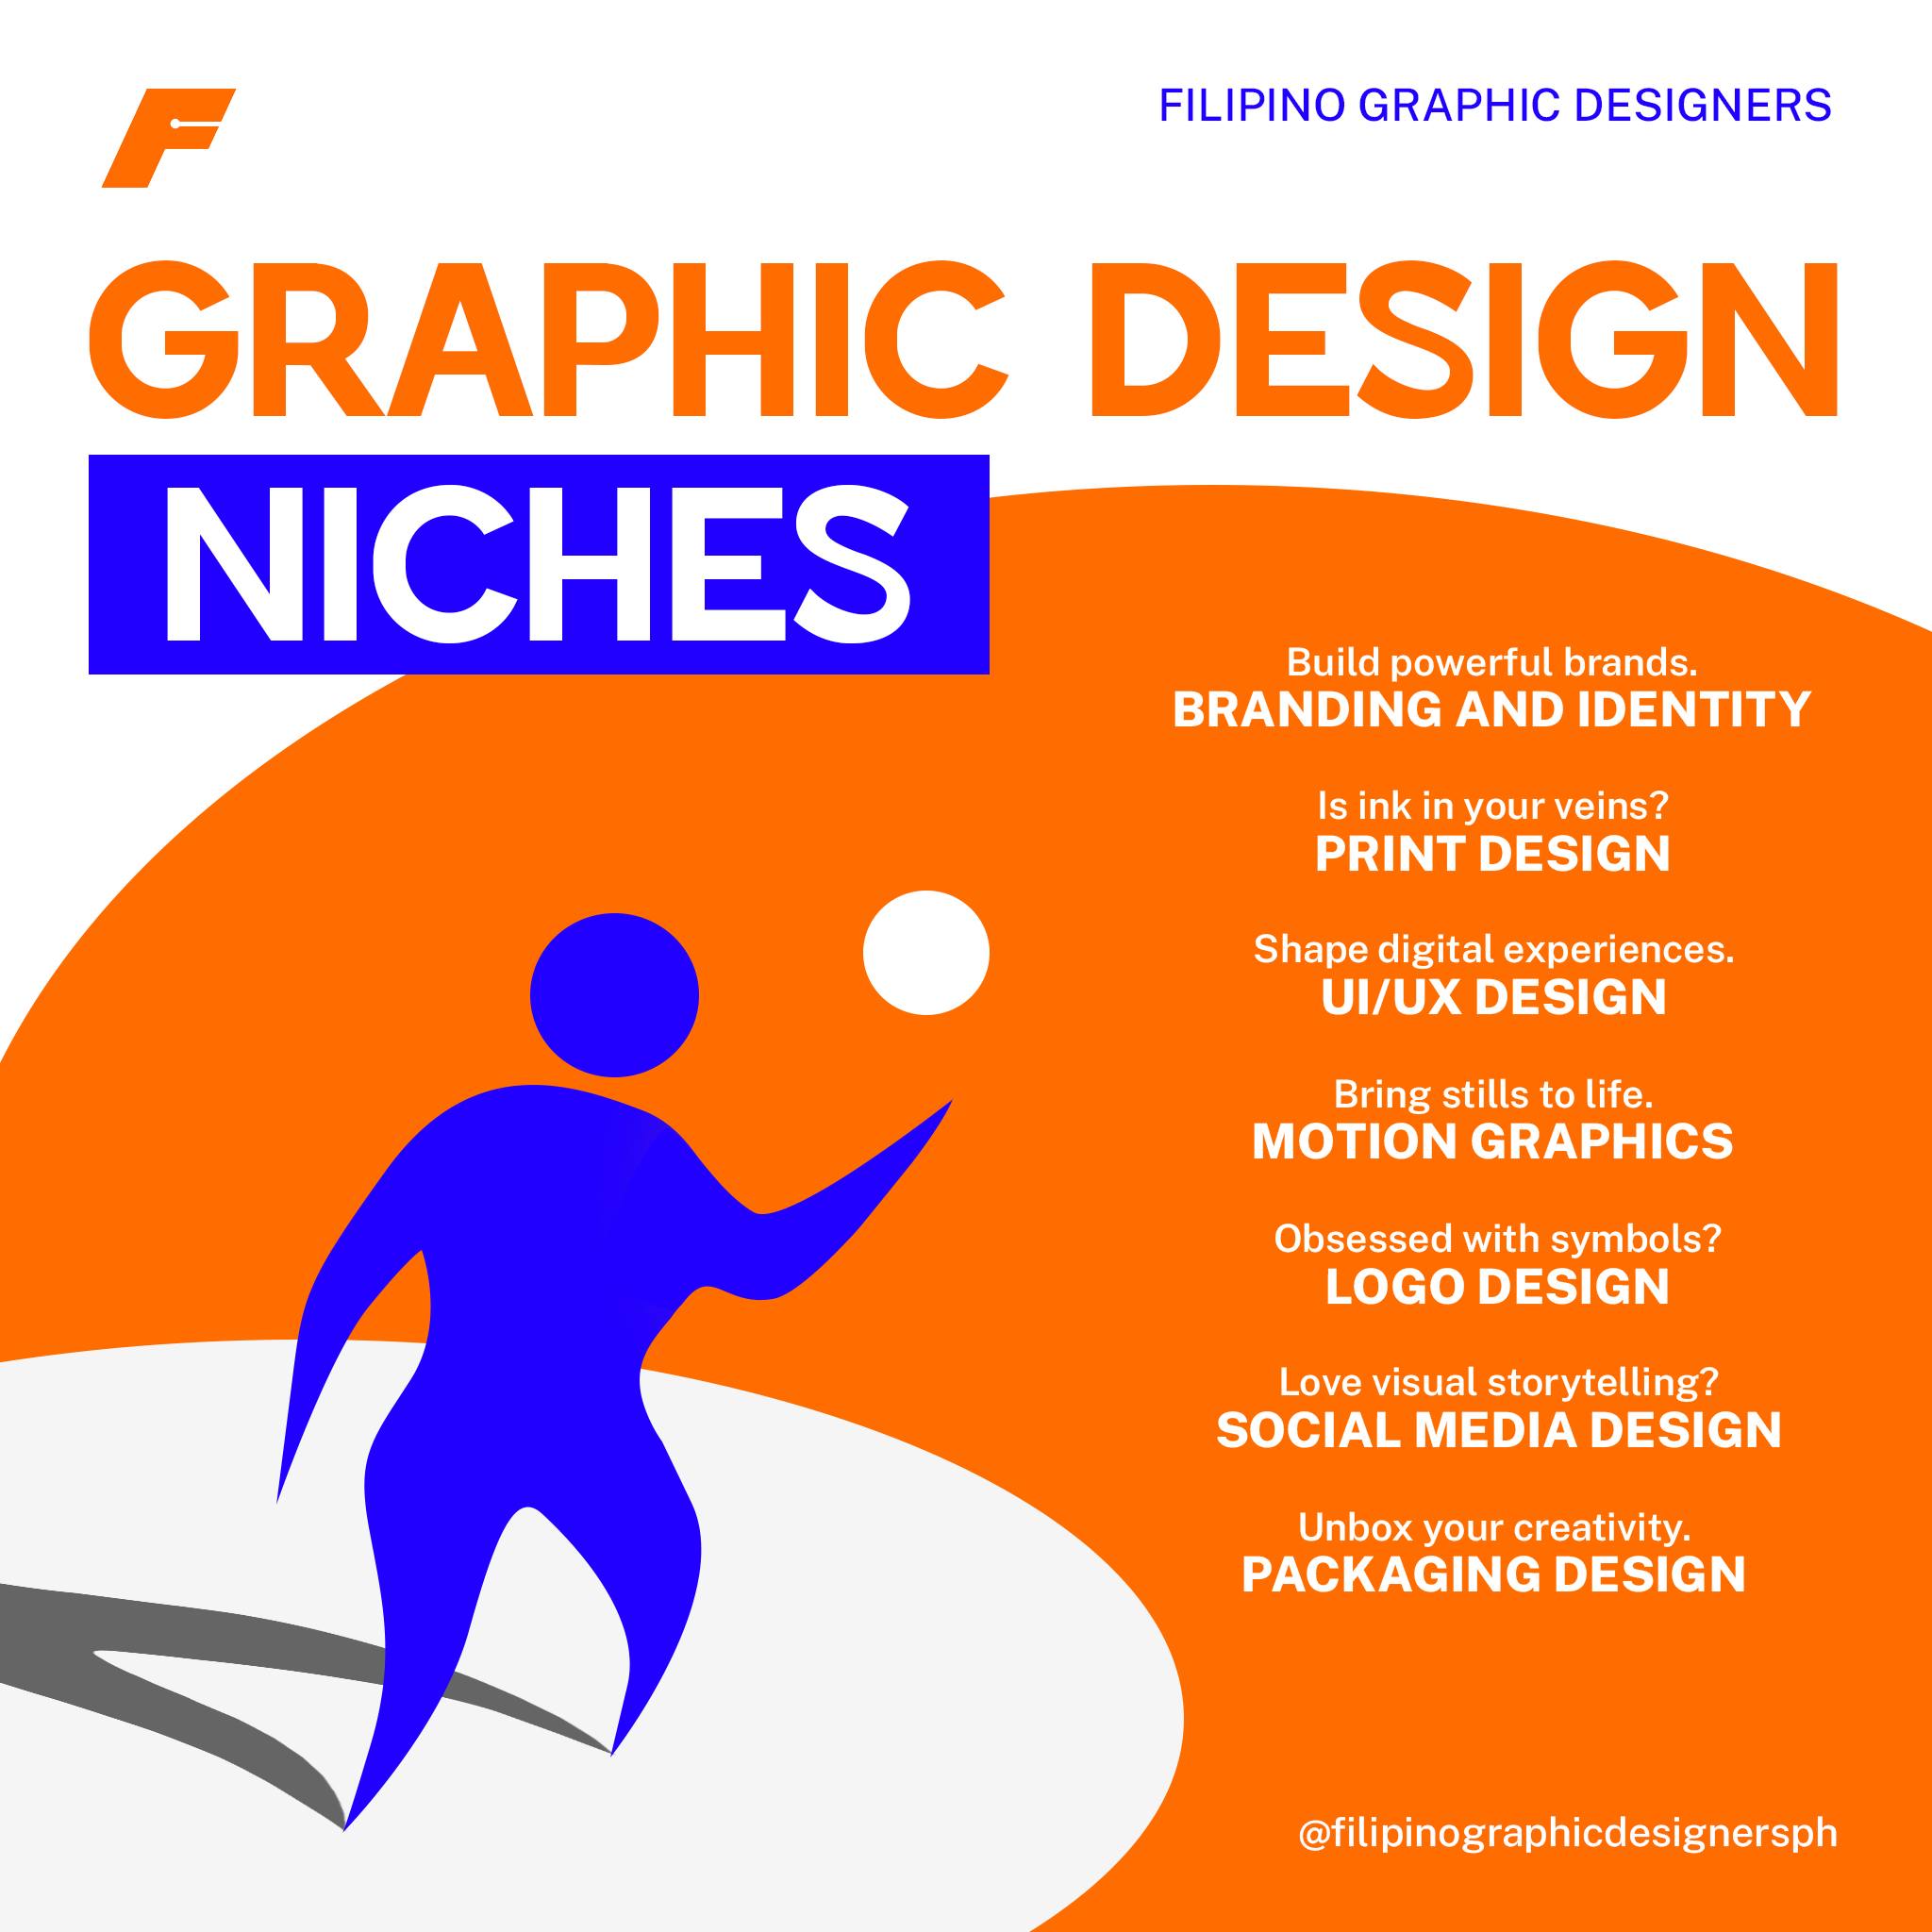 F
FILIPINO GRAPHIC DESIGNERS
GRAPHIC DESIGN
NICHES
Build powerful brands.
BRANDING AND IDENTITY
Is ink in your veins?
PRINT DESIGN
Shape digital experiences.
UI/UX DESIGN
Bring stills to life.
MOTION GRAPHICS
Obsessed with symbols?
LOGO DESIGN
Love visual storytelling?
SOCIAL MEDIA DESIGN
Unbox your creativity.
PACKAGING DESIGN
@filipinographicdesignersph